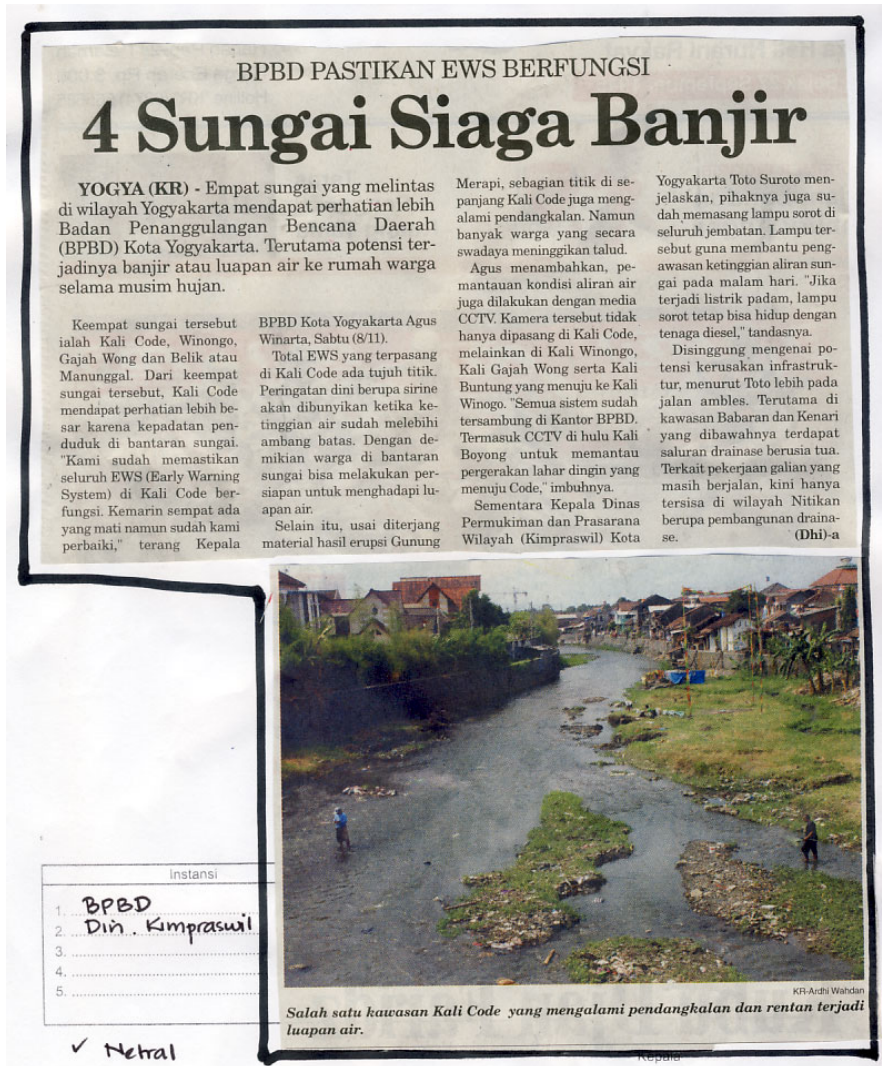 BPBD PASTIKAN EWS BERFUNGSI
4 Sungai Siaga Banjir
YOGYA (KR) - Empat sungai yang melintas
di wilayah Yogyakarta mendapat perhatian lebih
Badan Penanggulangan Bencana Daerah
(BPBD) Kota Yogyakarta. Terutama potensi ter-
jadinya banjir atau luapan air ke rumah warga
selama musim hujan.
Keempat sungai tersebut
ialah Kali Code, Winongo,
Gajah Wong dan Belik atau
Manunggal. Dari keempat
sungai tersebut, Kali Code
mendapat perhatian lebih be-
sar karena kepadatan pen-
duduk di bantaran sungai.
"Kami sudah memastikan
seluruh EWS (Early Warning
System) di Kali Code ber-
fungsi. Kemarin sempat ada
yang mati namun sudah kami
perbaiki," terang Kepala
BPBD Kota Yogyakarta Agus
Winarta, Sabtu (8/11).
Total EWS yang terpasang
di Kali Code ada tujuh titik.
Peringatan dini berupa sirine
akan dibunyikan ketika ke-
tinggian air sudah melebihi
ambang batas. Dengan de-
mikian warga di bantaran
sungai bisa melakukan per-
siapan untuk menghadapi lu-
apan air.
Selain itu, usai diterjang
material hasil erupsi Gunung
Merapi, sebagian titik di se-
panjang Kali Code juga meng-
alami pendangkalan. Namun
banyak warga yang secara
swadaya meninggikan talud.
Agus menambahkan, pe-
mantauan kondisi aliran air
juga dilakukan dengan media
CCTV. Kamera tersebut tidak
hanya dipasang di Kali Code,
melainkan di Kali Winongo,
Kali Gajah Wong serta Kali
Buntung yang menuju ke Kali
Winogo. "Semua sistem sudah
tersambung di Kantor BPBD.
Termasuk CCTV di hulu Kali
Boyong untuk memantau
pergerakan lahar dingin yang
menuju Code," imbuhnya.
Sementara Kepala Dinas
Permukiman dan Prasarana
Wilayah (Kimpraswil) Kota
Yogyakarta Toto Suroto men-
jelaskan, pihaknya juga su-
dah memasang lampu sorot di
seluruh jembatan. Lampu ter-
sebut guna membantu peng-
awasan ketinggian aliran sun-
gai pada malam hari. "Jika
terjadi listrik padam, lampu
sorot tetap bisa hidup dengan
tenaga diesel," tandasnya.
Disinggung mengenai po-
tensi kerusakan infrastruk-
tur, menurut Toto lebih pada
jalan ambles. Terutama di
kawasan Babaran dan Kenari
yang dibawahnya terdapat
saluran drainase berusia tua.
Terkait pekerjaan galian yang
masih berjalan, kini hanya
tersisa di wilayah Nitikan
berupa pembangunan draina-
se. (Dhi)-a
KR-Ardhi Wahdan
Salah satu kawasan Kali Code yang mengalami pendangkalan dan rentan terjadi
luapan air.
Instansi
1. BPBD
2. Din. Kimpraswil
3.
4.
5.
✓ Netral
Kepala